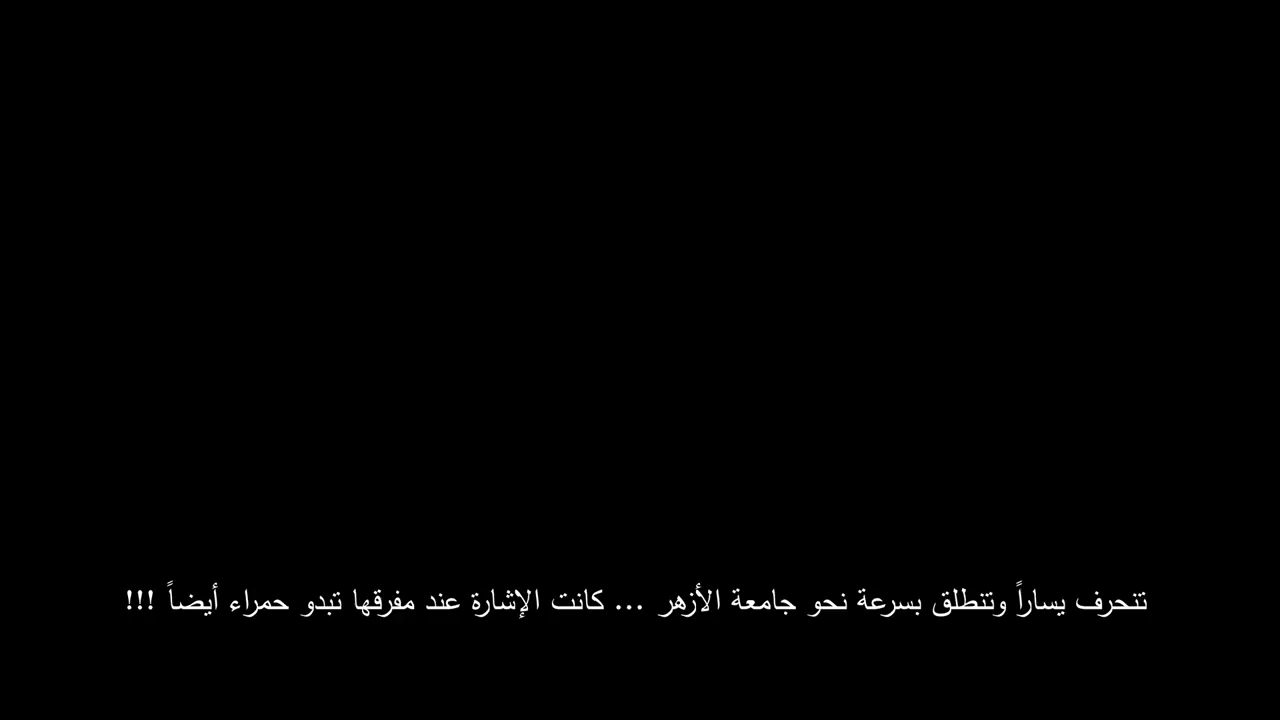 تنحرف يساراً وتنطلق بسرعة نحو جامعة الأزهر ... كانت الإشارة عند مفرقها تبدو حمراء أيضاً !!!